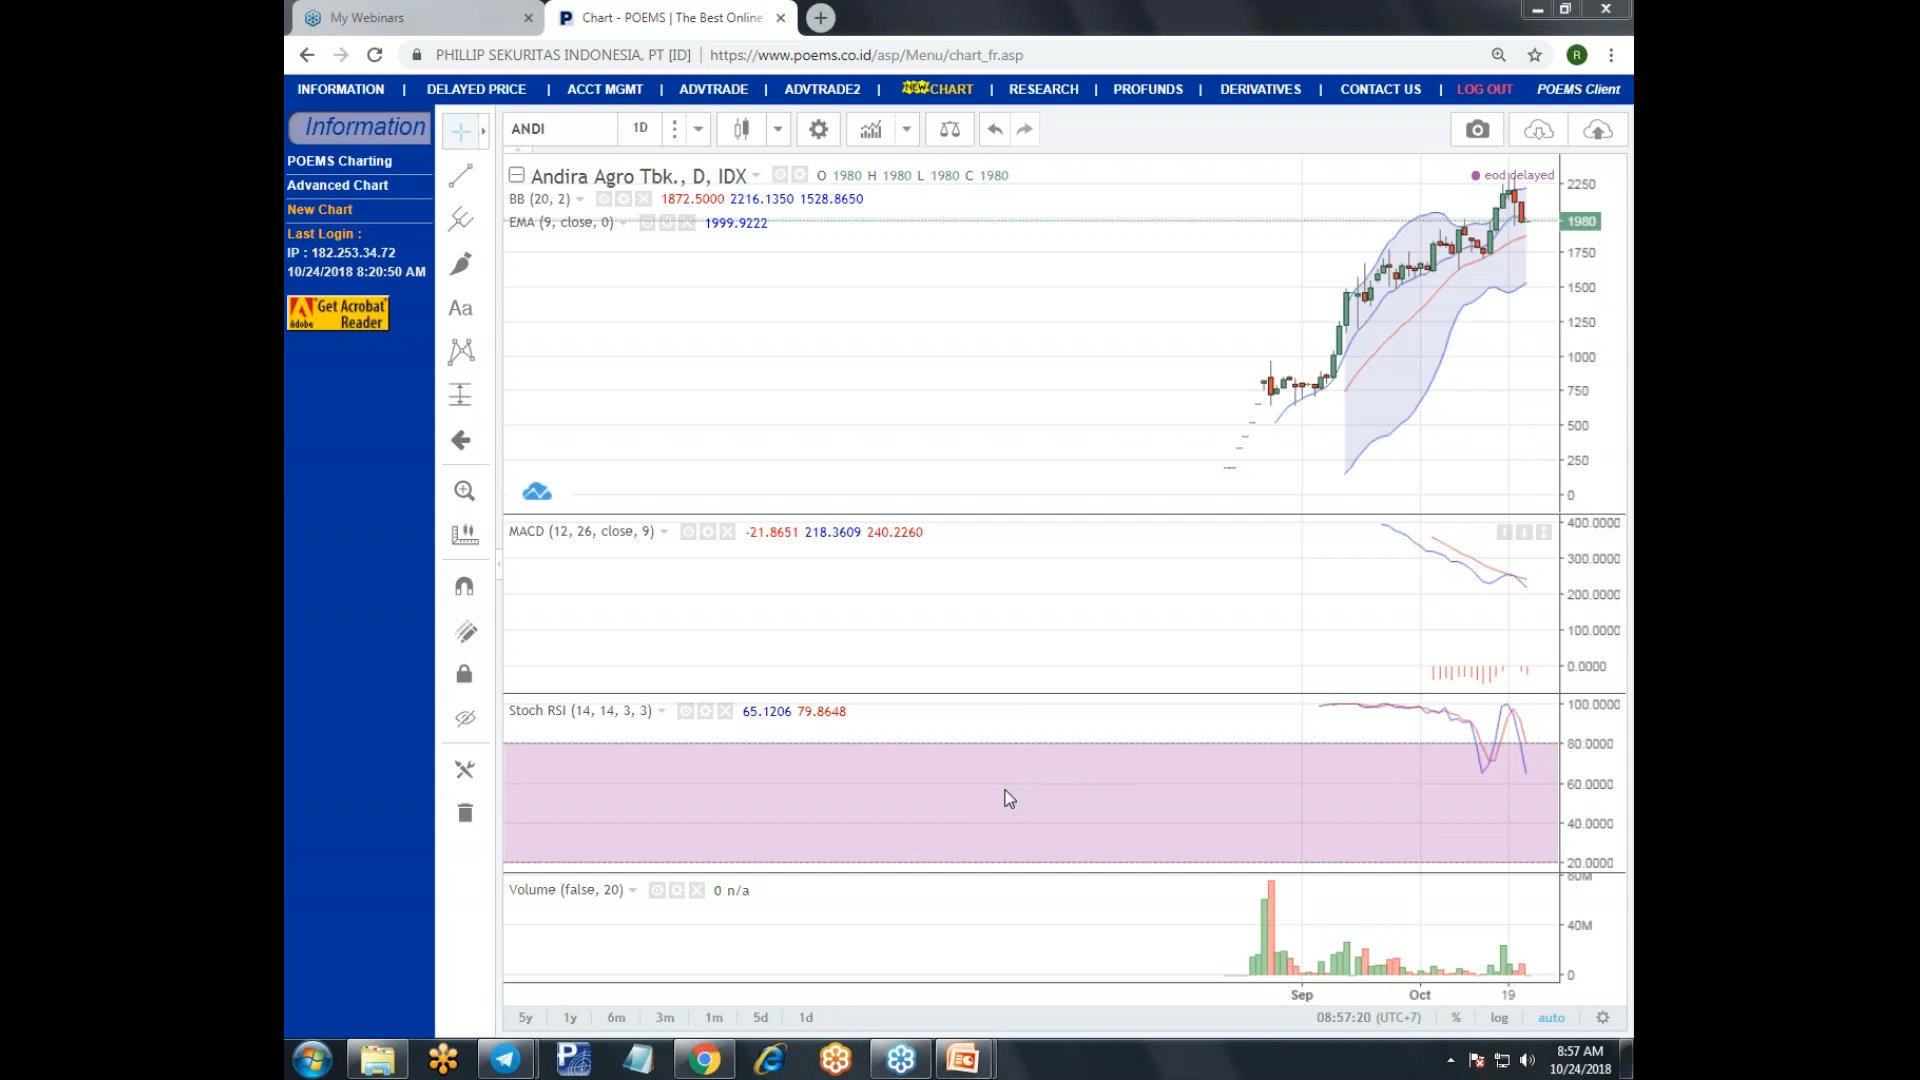 My Webinars
Chart - POEMS | The Best Online
PHILLIP SEKURITAS INDONESIA, PT [ID] | https://www.poems.co.id/asp/Menu/chart_fr.asp
R
INFORMATION | DELAYED PRICE | ACCT MGMT | ADVTRADE | ADVTRADE2 | NEW CHART | RESEARCH | PROFUNDS | DERIVATIVES | CONTACT US | LOG OUT POEMS Client
Information
POEMS Charting
Advanced Chart
New Chart
Last Login :
IP : 182.253.34.72
10/24/2018 8:20:50 AM
Get Acrobat
Adobe Reader
Aa
ANDI 1D
Andira Agro Tbk., D, IDX O 1980 H 1980 L 1980 C 1980
eod delayed
BB (20, 2) 1872.5000 2216.1350 1528.8650
EMA (9, close, 0) 1999.9222
2250
1980
1750
1500
1250
1000
750
500
250
0
MACD (12, 26, close, 9) -21.8651 218.3609 240.2260
400.0000
300.0000
200.0000
100.0000
0.0000
Stoch RSI (14, 14, 3, 3) 65.1206 79.8648
100.0000
80.0000
60.0000
40.0000
20.0000
Volume (false, 20) 0 n/a
80M
40M
0
Sep Oct 19
5y 1y 6m 3m 1m 5d 1d
08:57:20 (UTC+7) % log auto
8:57 AM
10/24/2018